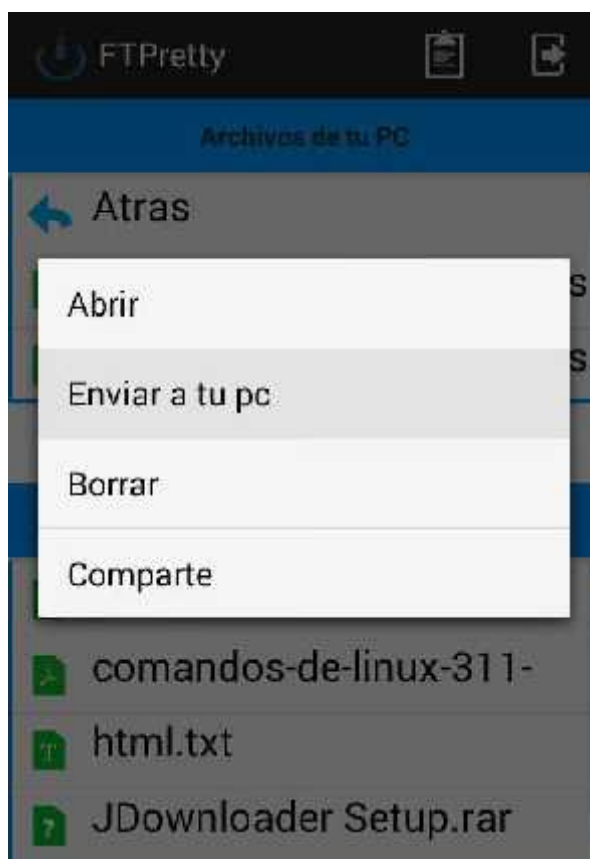 FTPretty
Archivos de tu PC
Atras
s
s
Abrir
Enviar a tu pc
Borrar
Comparte
comandos-de-linux-311-
html.txt
JDownloader Setup.rar